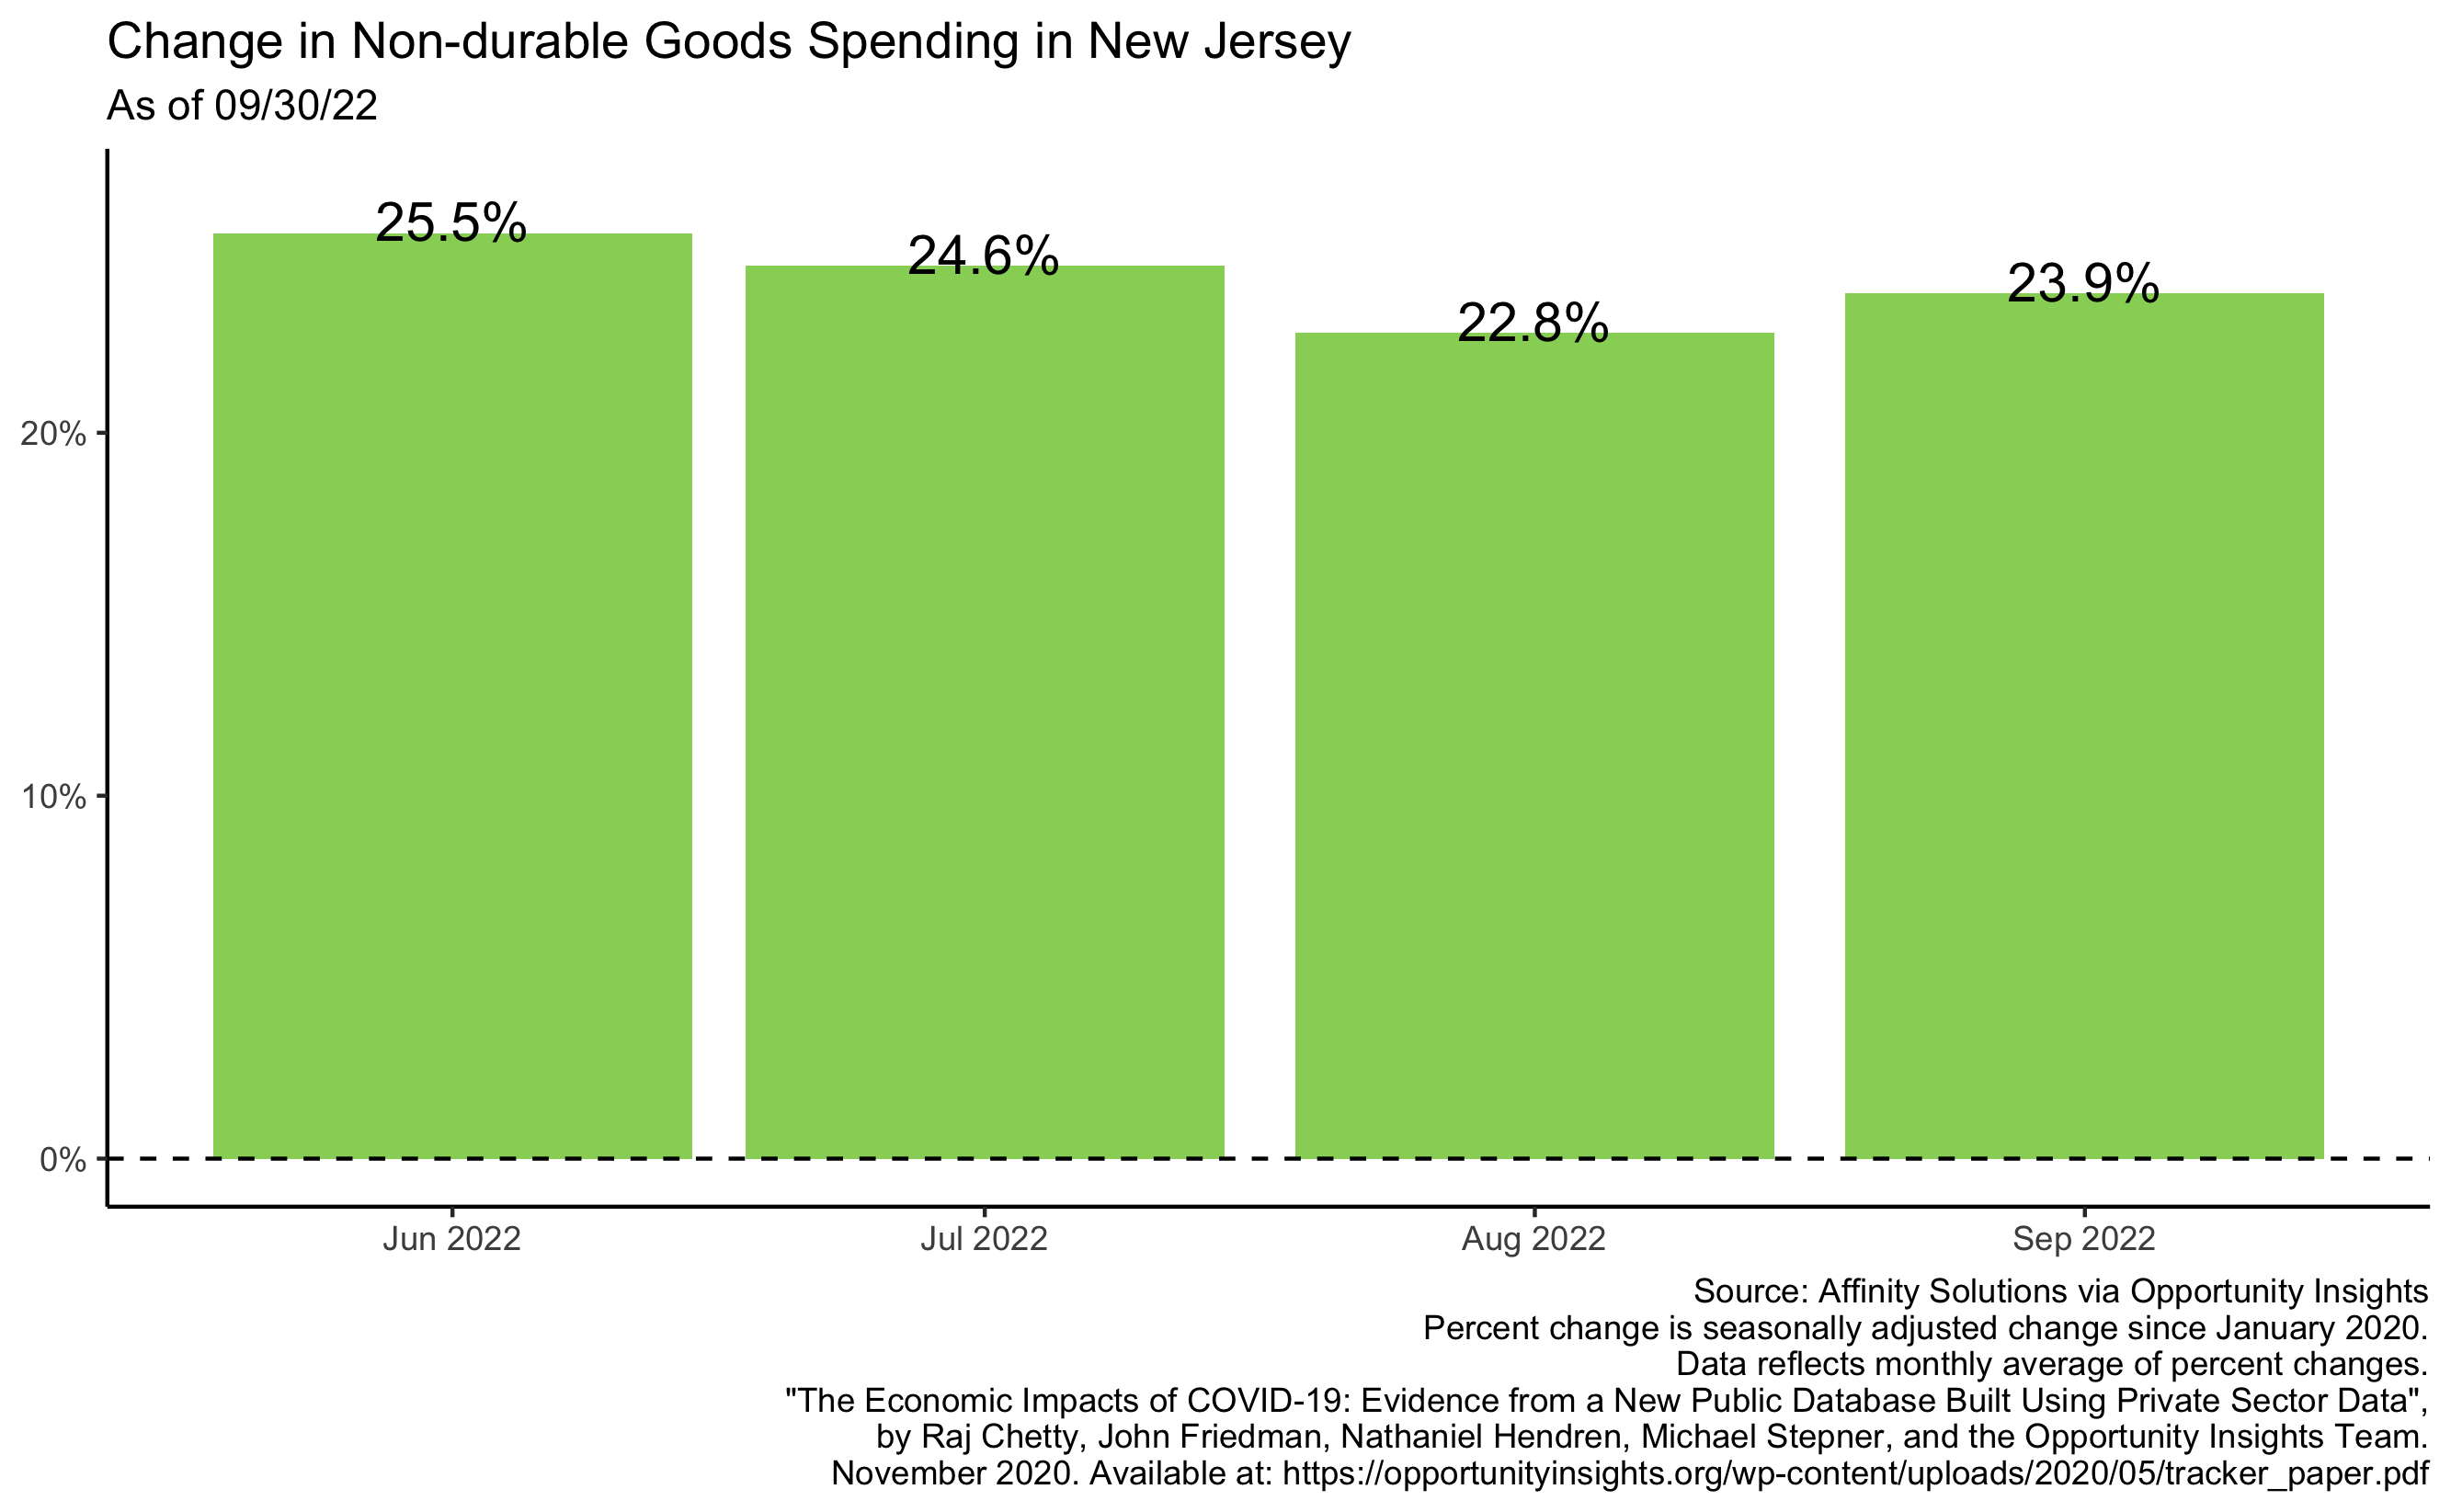 Change in Non-durable Goods Spending in New Jersey
As of 09/30/22
25.5%
24.6%
22.8%
23.9%
20%
10%
0%
Jun 2022
Jul 2022
Aug 2022
Sep 2022
Source: Affinity Solutions via Opportunity Insights
Percent change is seasonally adjusted change since January 2020.
Data reflects monthly average of percent changes.
"The Economic Impacts of COVID-19: Evidence from a New Public Database Built Using Private Sector Data",
by Raj Chetty, John Friedman, Nathaniel Hendren, Michael Stepner, and the Opportunity Insights Team.
November 2020. Available at: https://opportunityinsights.org/wp-content/uploads/2020/05/tracker_paper.pdf